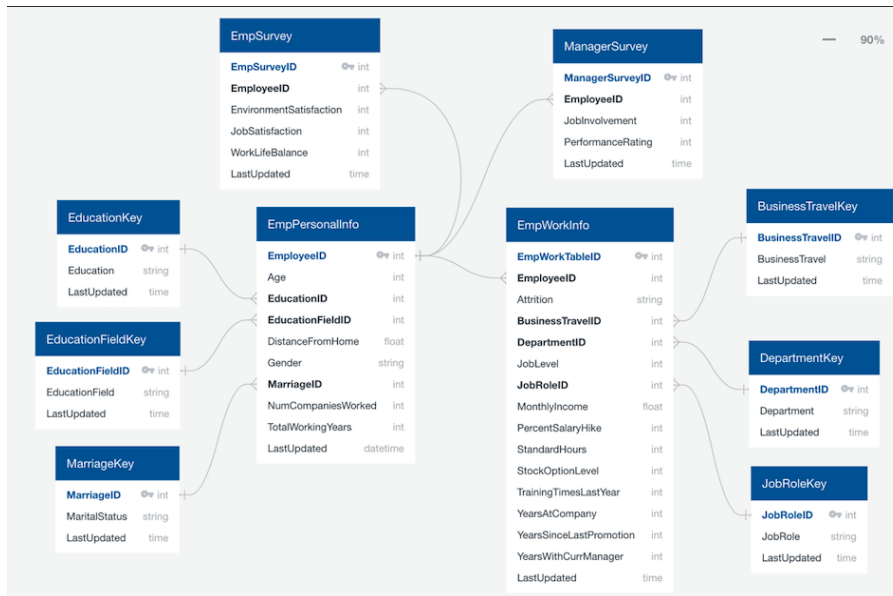 EmpSurvey
EmpSurveyID int
EmployeeID int
EnvironmentSatisfaction int
JobSatisfaction int
WorkLifeBalance int
LastUpdated time
ManagerSurvey
ManagerSurveyID int
EmployeeID int
JobInvolvement int
PerformanceRating int
LastUpdated time
90%
EducationKey
EducationID int
Education string
LastUpdated time
EducationFieldKey
EducationFieldID int
EducationField string
LastUpdated time
MarriageKey
MarriageID int
MaritalStatus string
LastUpdated time
EmpPersonalInfo
EmployeeID int
Age int
EducationID int
EducationFieldID int
DistanceFromHome float
Gender string
MarriageID int
NumCompaniesWorked int
TotalWorkingYears int
LastUpdated datetime
EmpWorkInfo
EmpWorkTableID int
EmployeeID int
Attrition string
BusinessTravelID int
DepartmentID int
JobLevel int
JobRoleID int
MonthlyIncome float
PercentSalaryHike int
StandardHours int
StockOptionLevel int
TrainingTimesLastYear int
YearsAtCompany int
YearsSinceLastPromotion int
YearsWithCurrManager int
LastUpdated time
BusinessTravelKey
BusinessTravelID int
BusinessTravel string
LastUpdated time
DepartmentKey
DepartmentID int
Department string
LastUpdated time
JobRoleKey
JobRoleID int
JobRole string
LastUpdated time